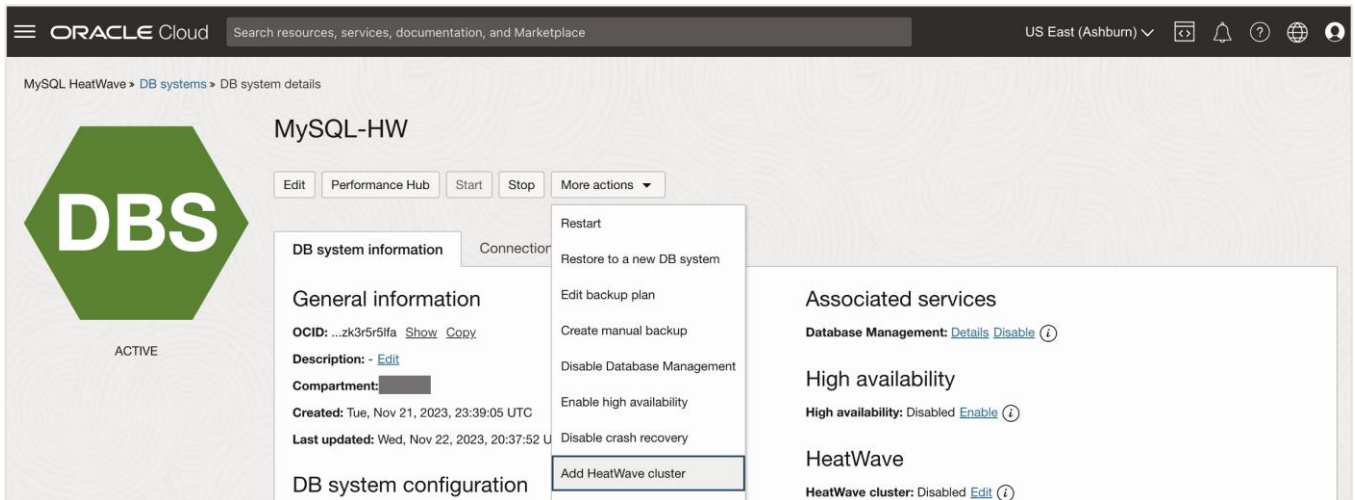 ORACLE Cloud
Search resources, services, documentation, and Marketplace
US East (Ashburn)
MySQL HeatWave » DB systems » DB system details
DBS
ACTIVE
MySQL-HW
Edit
Performance Hub
Start
Stop
More actions
Restart
Restore to a new DB system
Edit backup plan
Create manual backup
Disable Database Management
Enable high availability
Disable crash recovery
Add HeatWave cluster
DB system information
Connection
General information
OCID: ...zk3r5r5lfa Show Copy
Description: - Edit
Compartment:
Created: Tue, Nov 21, 2023, 23:39:05 UTC
Last updated: Wed, Nov 22, 2023, 20:37:52 U
DB system configuration
Associated services
Database Management: Details Disable
High availability
High availability: Disabled Enable
HeatWave
HeatWave cluster: Disabled Edit